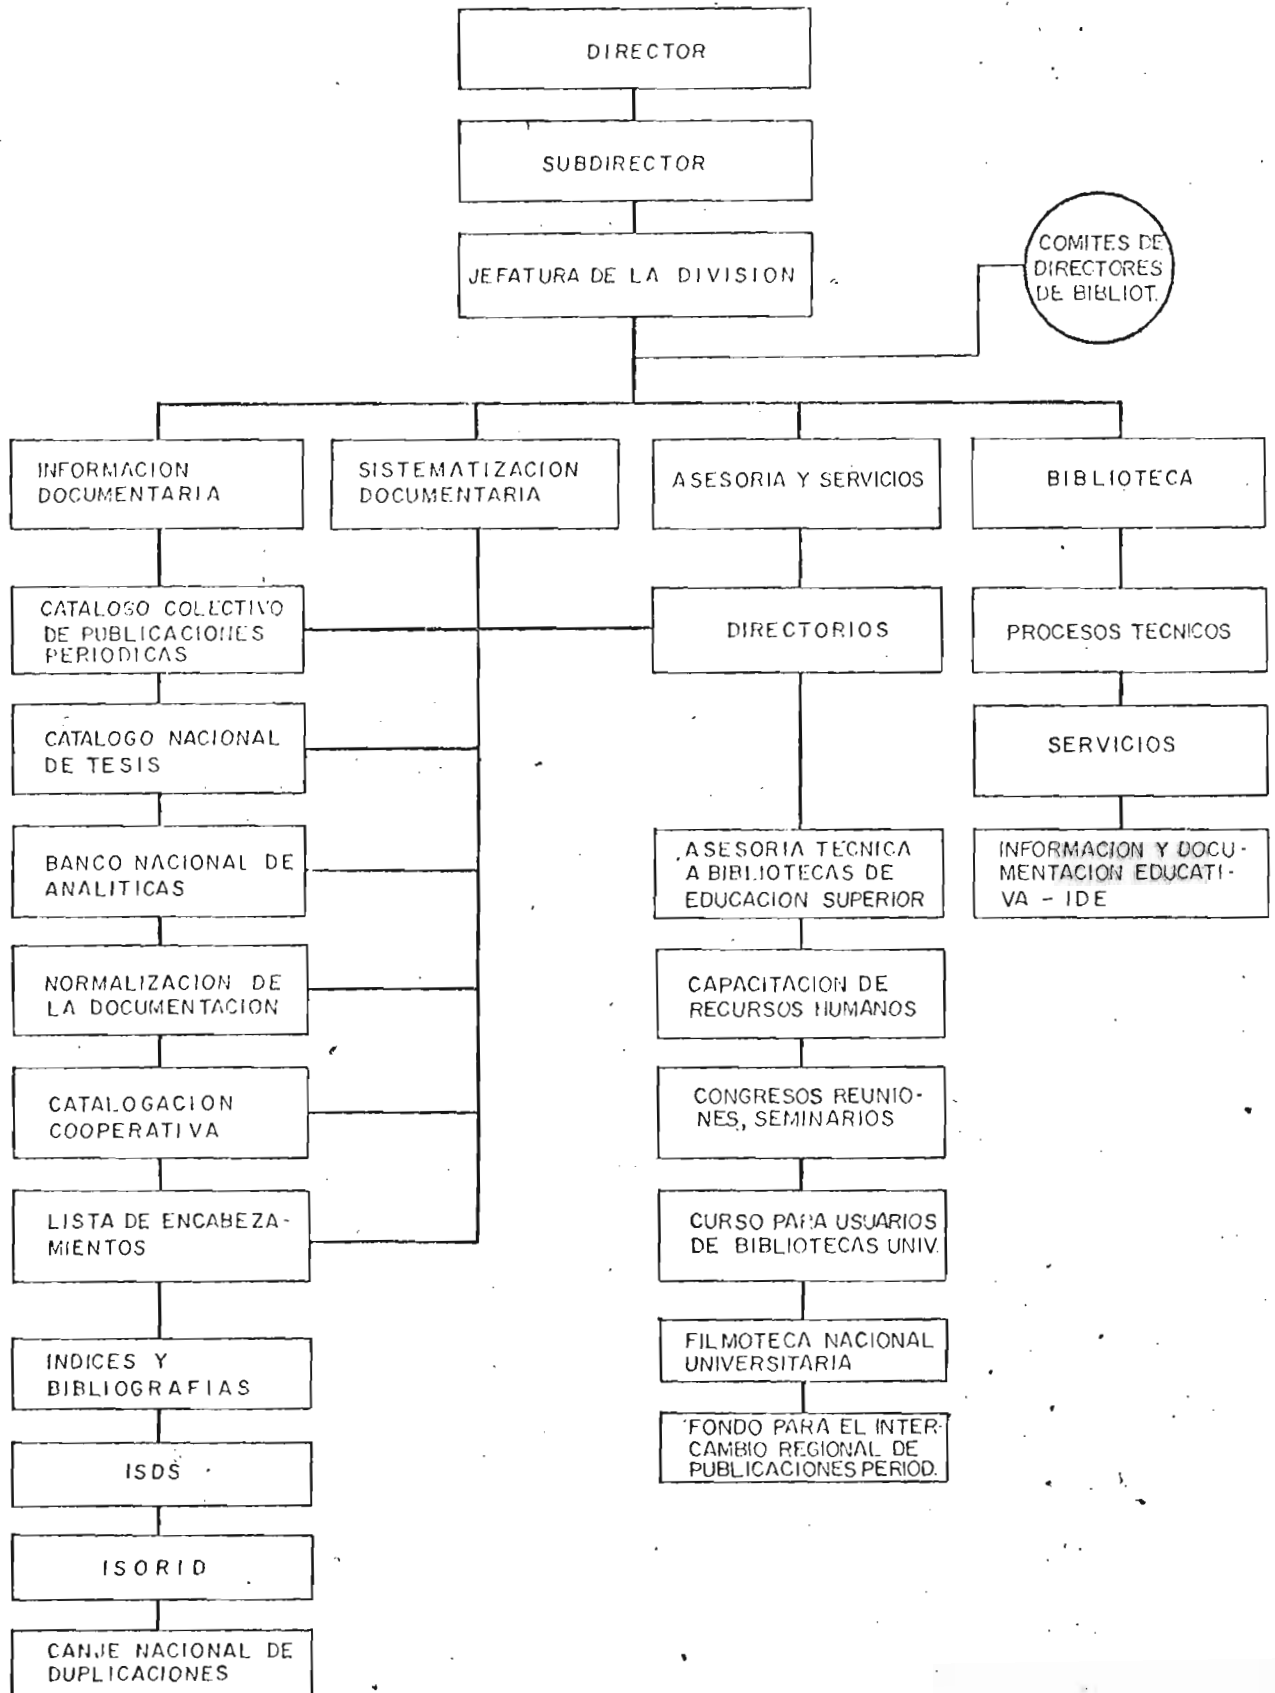 DIRECTOR
SUBDIRECTOR
JEFATURA DE LA DIVISION
COMITES DE
DIRECTORES
DE BIBLIOT.
INFORMACION
DOCUMENTARIA
SISTEMATIZACION
DOCUMENTARIA
ASESORIA Y SERVICIOS
BIBLIOTECA
CATALOGO COLECTIVO
DE PUBLICACIONES
PERIODICAS
CATALOGO NACIONAL
DE TESIS
BANCO NACIONAL DE
ANALITICAS
NORMALIZACION DE
LA DOCUMENTACION
CATALOGACION
COOPERATIVA
LISTA DE ENCABEZA-
MIENTOS
INDICES Y
BIBLIOGRAFIAS
ISDS
ISORID
CANJE NACIONAL DE
DUPLICACIONES
DIRECTORIOS
ASESORIA TECNICA
A BIBLIOTECAS DE
EDUCACION SUPERIOR
CAPACITACION DE
RECURSOS HUMANOS
CONGRESOS REUNIO-
NES, SEMINARIOS
CURSO PARA USUARIOS
DE BIBLIOTECAS UNIV.
FILMOTECA NACIONAL
UNIVERSITARIA
FONDO PARA EL INTER-
CAMBIO REGIONAL DE
PUBLICACIONES PERIOD.
PROCESOS TECNICOS
SERVICIOS
INFORMACION Y DOCU-
MENTACION EDUCATI-
VA - IDE